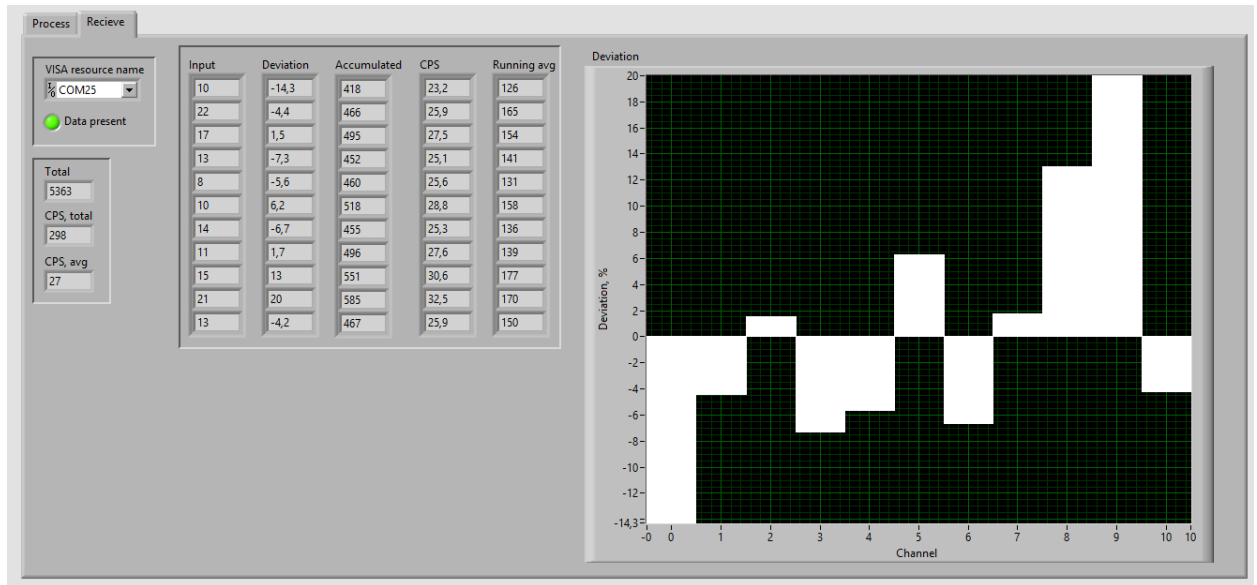 Process Recieve
VISA resource name
I/0 COM25
Data present
Total
5363
CPS, total
298
CPS, avg
27
Input Deviation Accumulated CPS Running avg
10 -14,3 418 23,2 126
22 -4,4 466 25,9 165
17 1,5 495 27,5 154
13 -7,3 452 25,1 141
8 -5,6 460 25,6 131
10 6,2 518 28,8 158
14 -6,7 455 25,3 136
11 1,7 496 27,6 139
15 13 551 30,6 177
21 20 585 32,5 170
13 -4,2 467 25,9 150
Deviation
Deviation, %
20
18
16
14
12
10
8
6
4
2
0
-2
-4
-6
-8
-10
-12
-14,3
-0 0 1 2 3 4 5 6 7 8 9 10 10
Channel